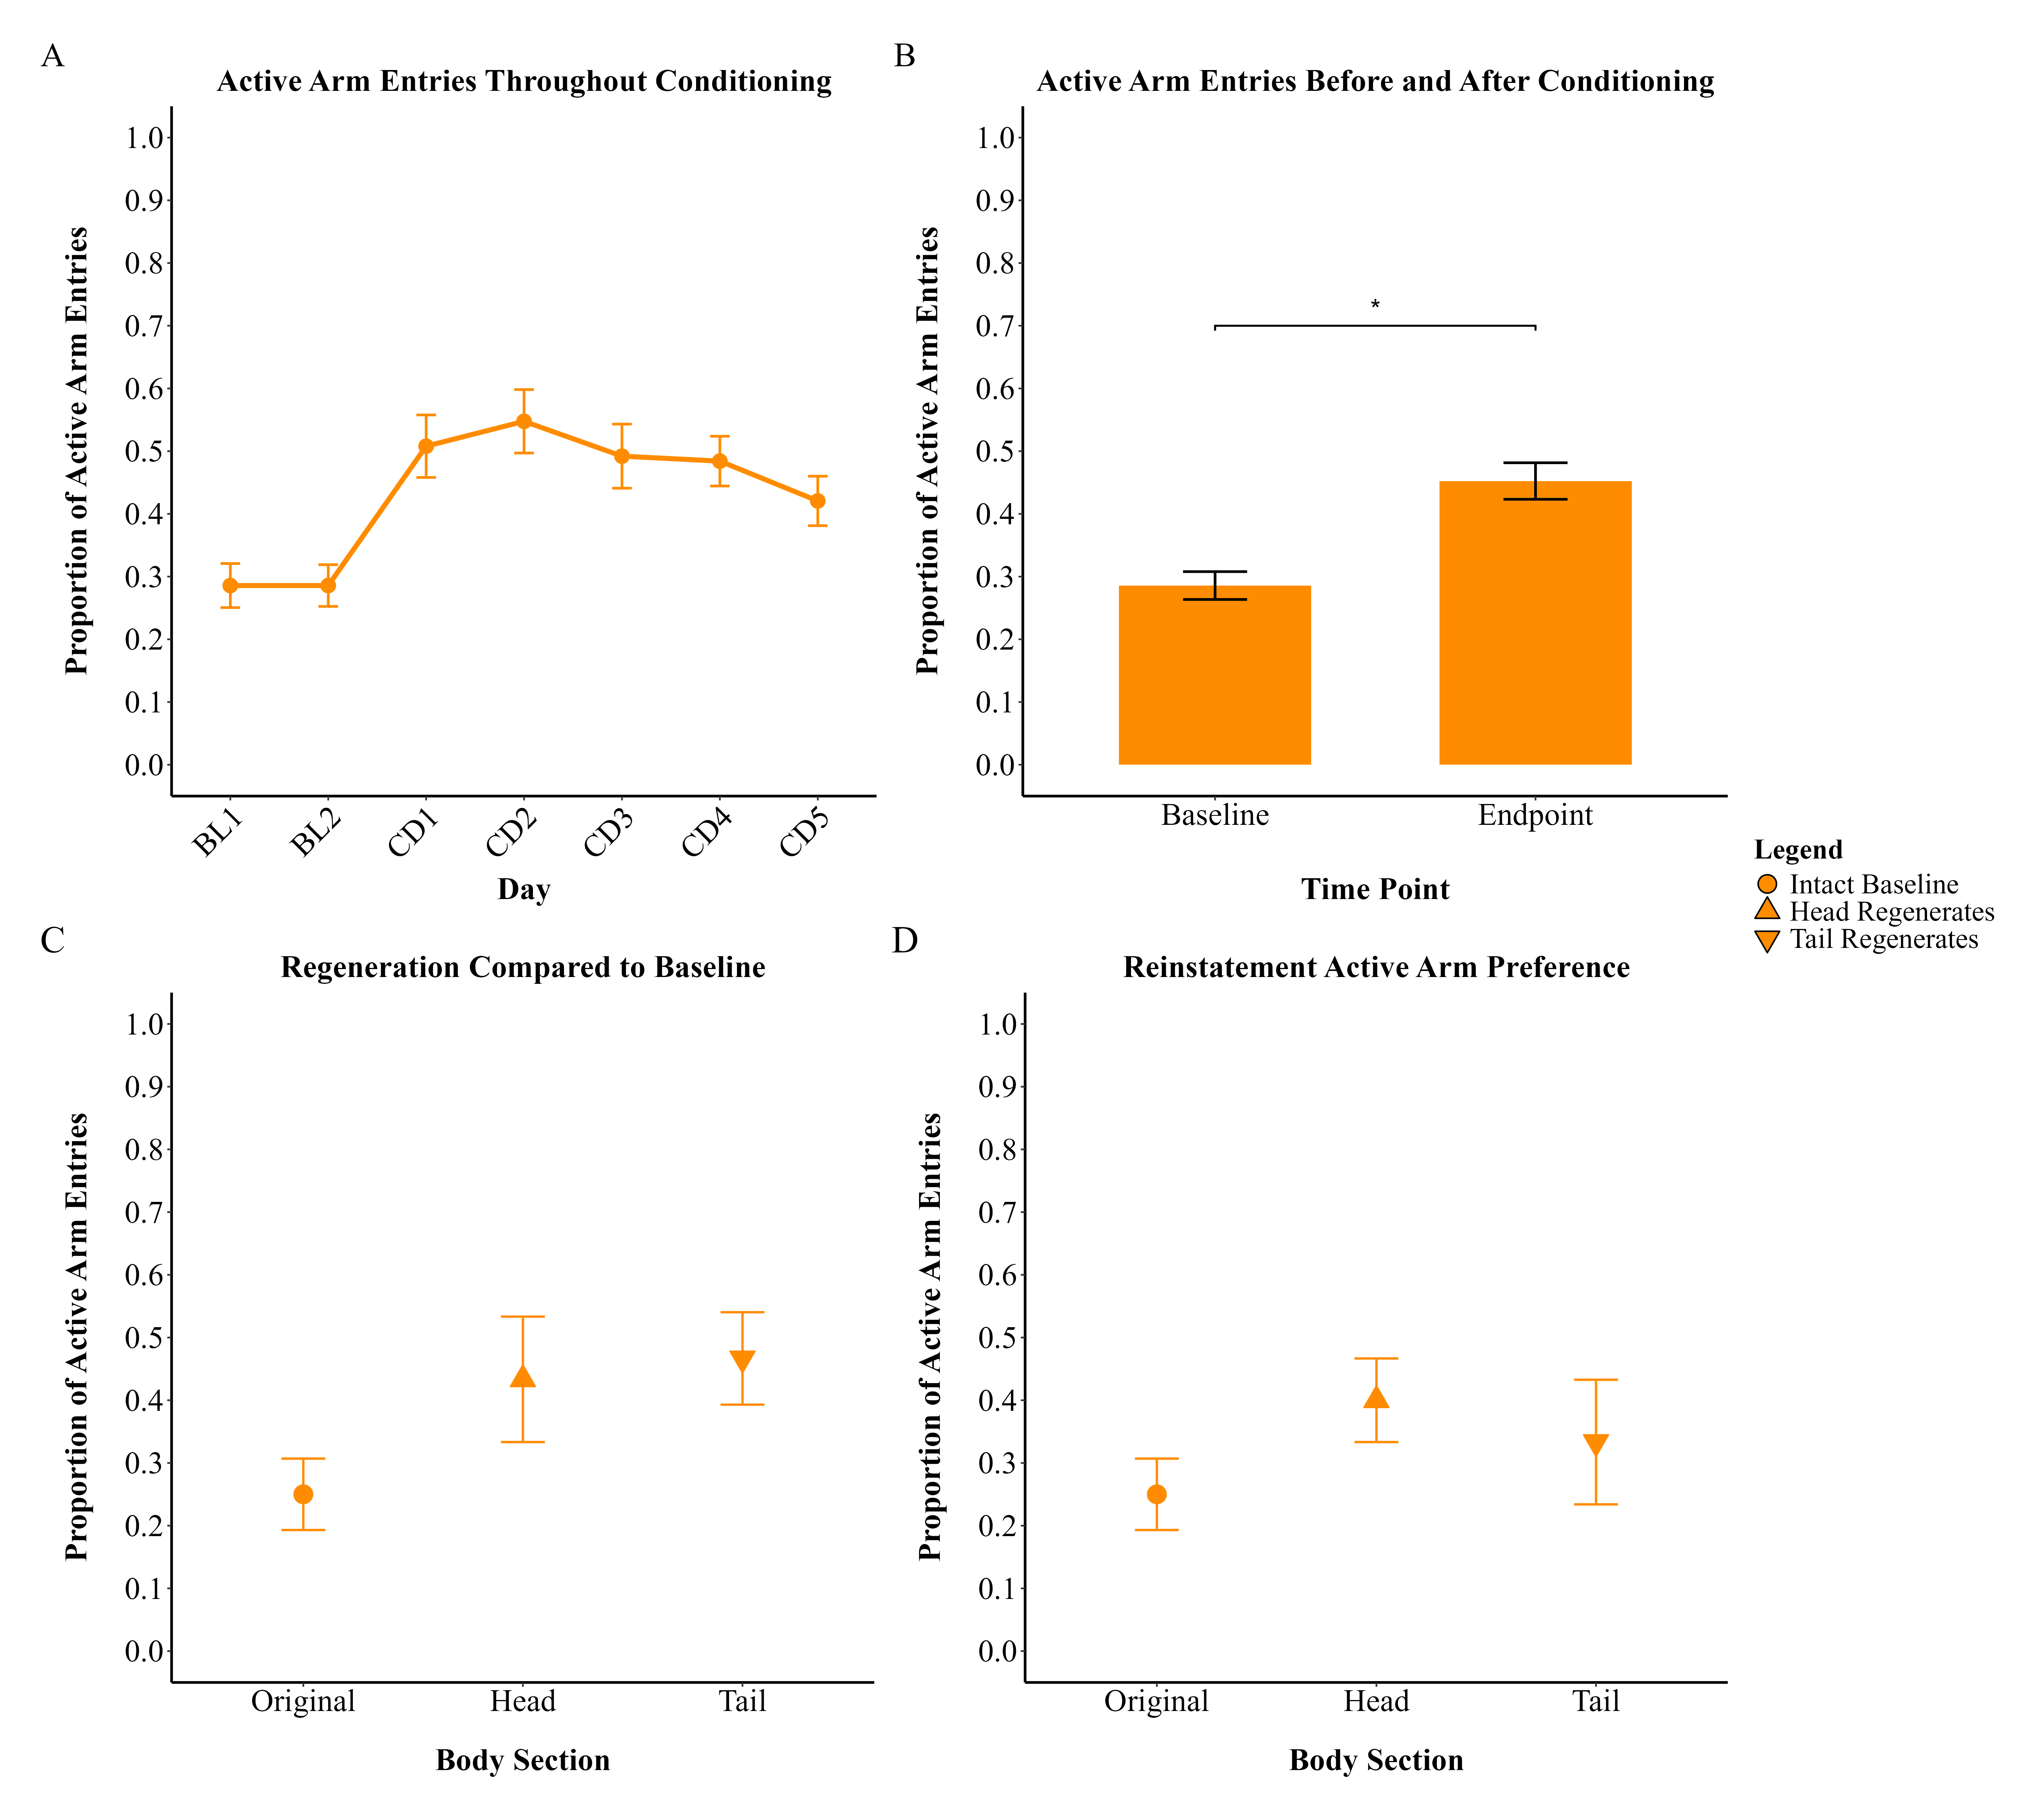 A
Active Arm Entries Throughout Conditioning
Proportion of Active Arm Entries
1.0
0.9
0.8
0.7
0.6
0.5
0.4
0.3
0.2
0.1
0.0
BL1
BL2
CD1
CD2
CD3
CD4
CD5
Day
B
Active Arm Entries Before and After Conditioning
Proportion of Active Arm Entries
1.0
0.9
0.8
0.7
0.6
0.5
0.4
0.3
0.2
0.1
0.0
*
Baseline
Endpoint
Time Point
Legend
Intact Baseline
Head Regenerates
Tail Regenerates
C
Regeneration Compared to Baseline
Proportion of Active Arm Entries
1.0
0.9
0.8
0.7
0.6
0.5
0.4
0.3
0.2
0.1
0.0
Original
Head
Tail
Body Section
D
Reinstatement Active Arm Preference
Proportion of Active Arm Entries
1.0
0.9
0.8
0.7
0.6
0.5
0.4
0.3
0.2
0.1
0.0
Original
Head
Tail
Body Section